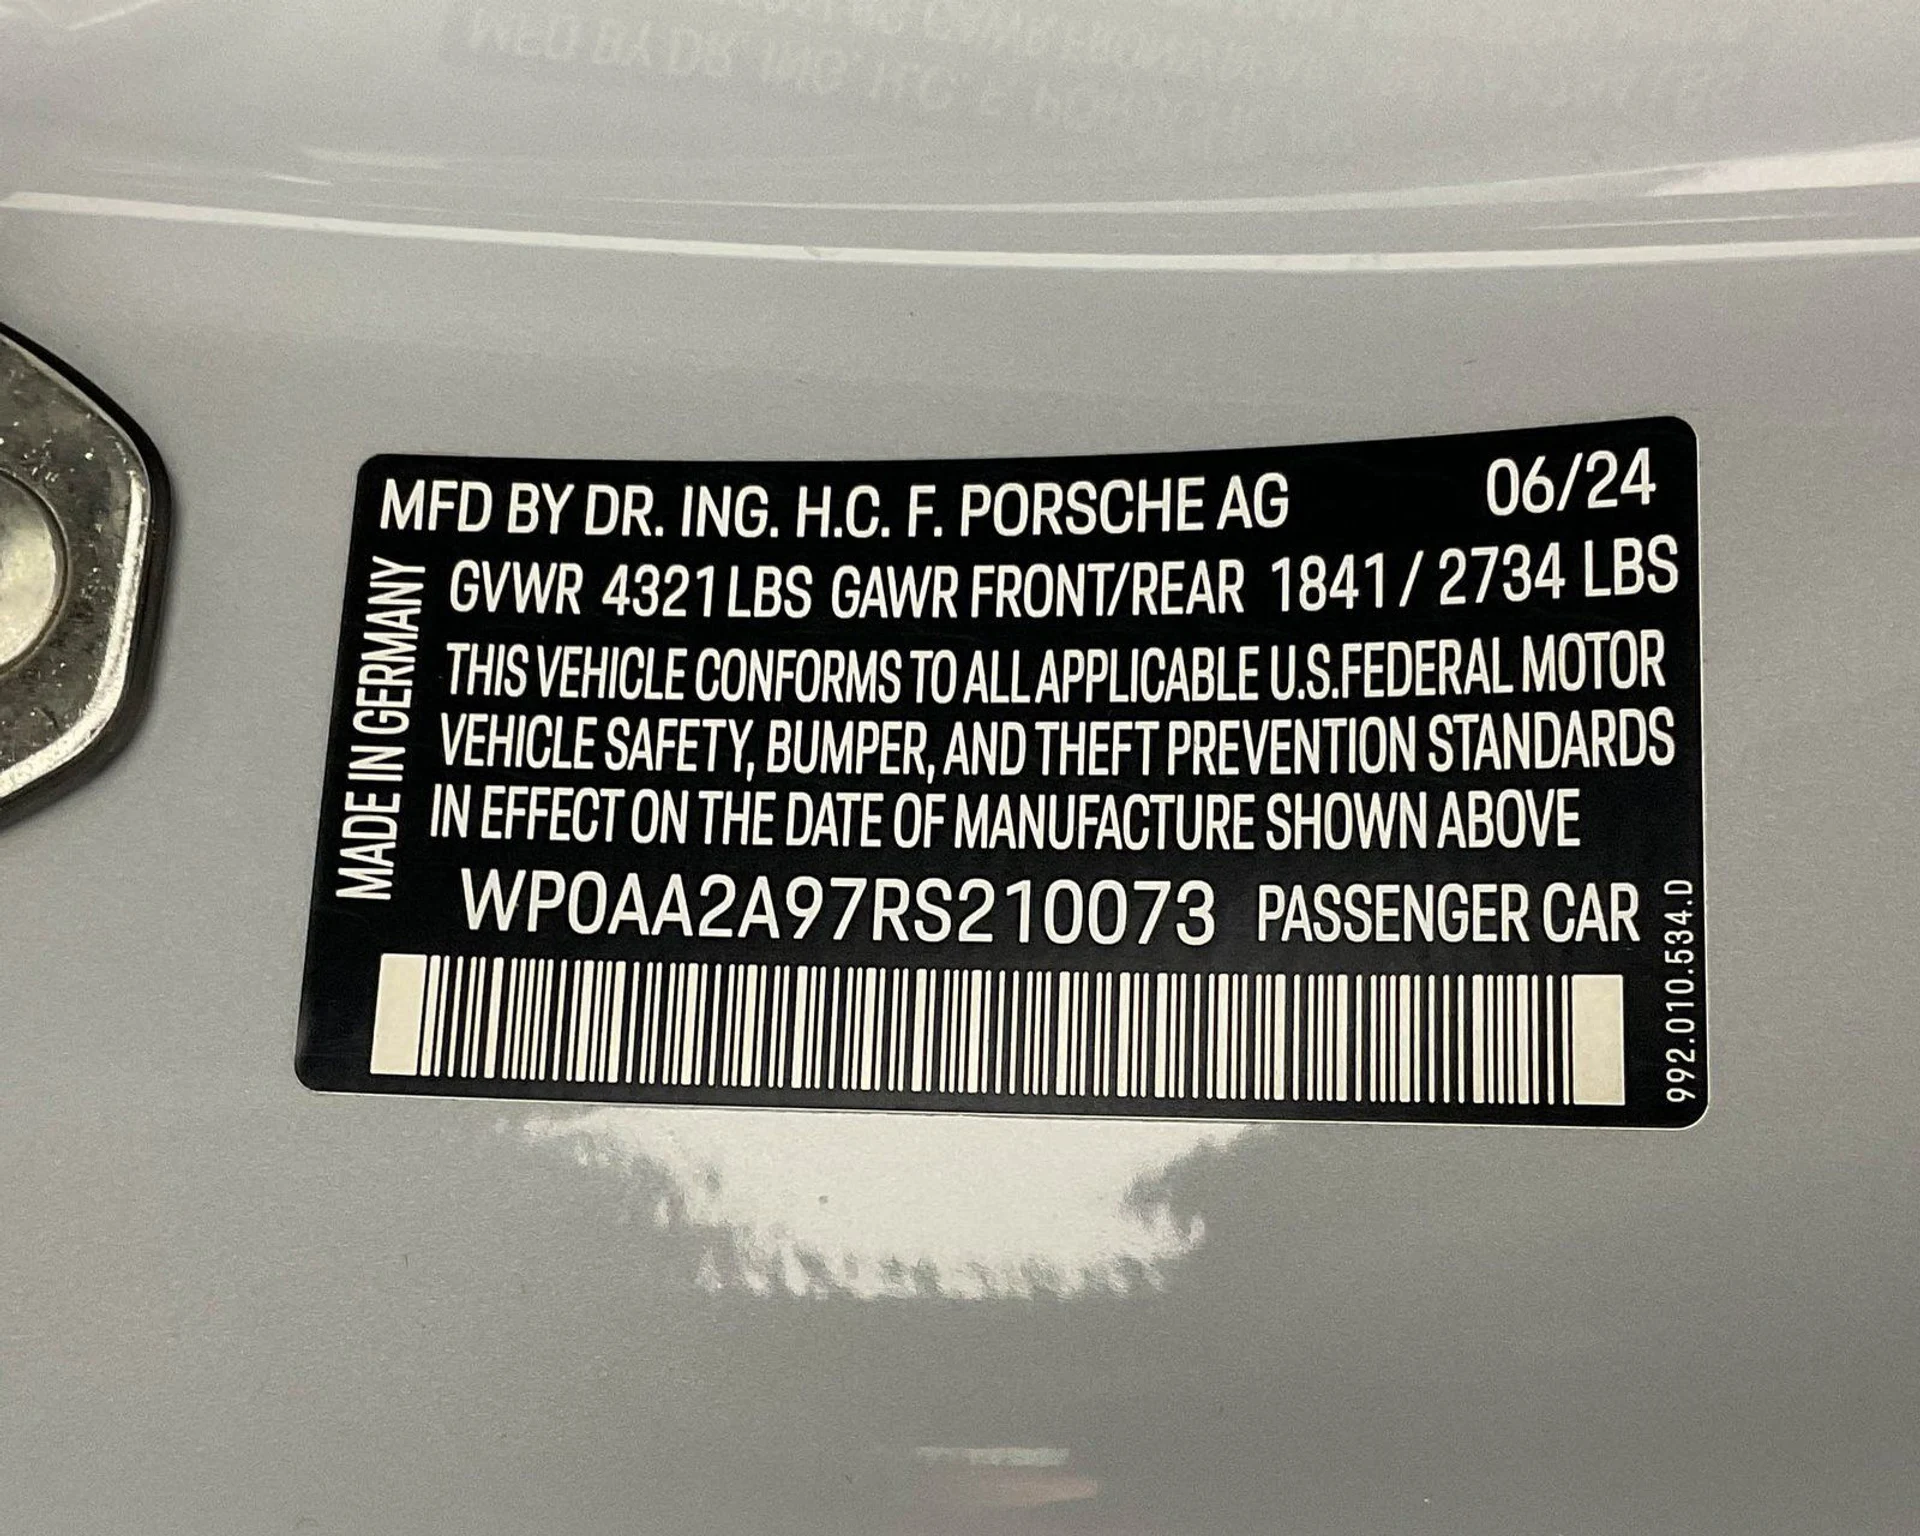 MFD BY DR. ING. H.C. F. PORSCHE AG 06/24
GVWR 4321 LBS GAWR FRONT/REAR 1841 / 2734 LBS
THIS VEHICLE CONFORMS TO ALL APPLICABLE U.S.FEDERAL MOTOR
VEHICLE SAFETY, BUMPER, AND THEFT PREVENTION STANDARDS
IN EFFECT ON THE DATE OF MANUFACTURE SHOWN ABOVE
WP0AA2A97RS210073 PASSENGER CAR
MADE IN GERMANY
992.010.534.D